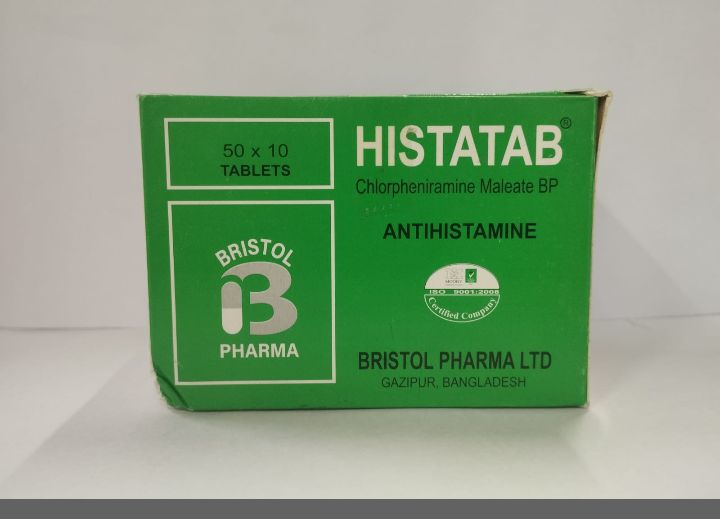 50 x 10
TABLETS
BRISTOL
B
PHARMA
HISTATAB®
Chlorpheniramine Maleate BP
ANTIHISTAMINE
ISO 9001:2008
Certified Company
BRISTOL PHARMA LTD
GAZIPUR, BANGLADESH